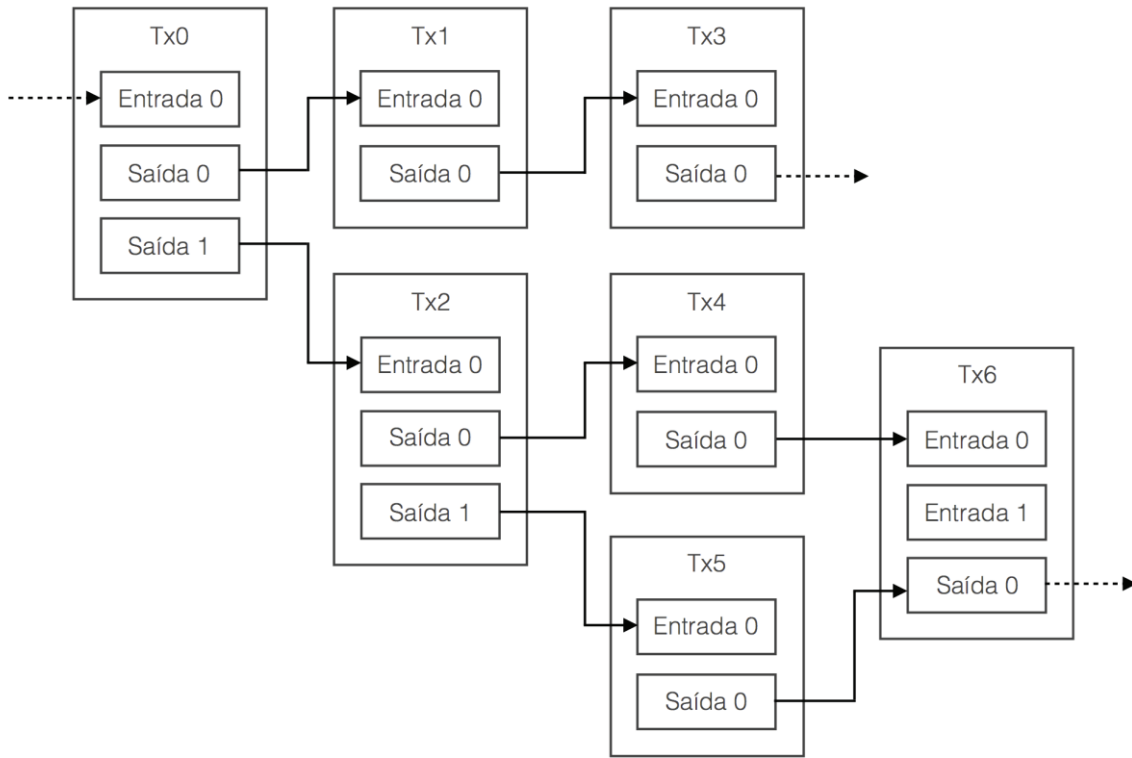 Tx0
Entrada 0
Saída 0
Saída 1
Tx1
Entrada 0
Saída 0
Tx3
Entrada 0
Saída 0
Tx2
Entrada 0
Saída 0
Saída 1
Tx4
Entrada 0
Saída 0
Tx5
Entrada 0
Saída 0
Tx6
Entrada 0
Entrada 1
Saída 0